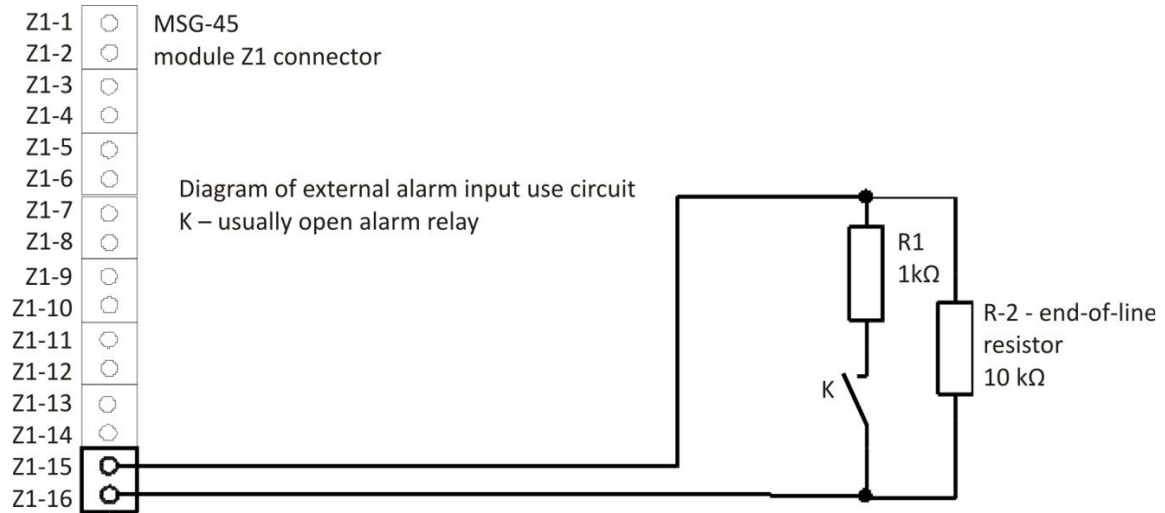 Z1-1
Z1-2
Z1-3
Z1-4
Z1-5
Z1-6
Z1-7
Z1-8
Z1-9
Z1-10
Z1-11
Z1-12
Z1-13
Z1-14
Z1-15
Z1-16
MSG-45
module Z1 connector
Diagram of external alarm input use circuit
K – usually open alarm relay
R1
1kΩ
K
R-2 - end-of-line
resistor
10 kΩ